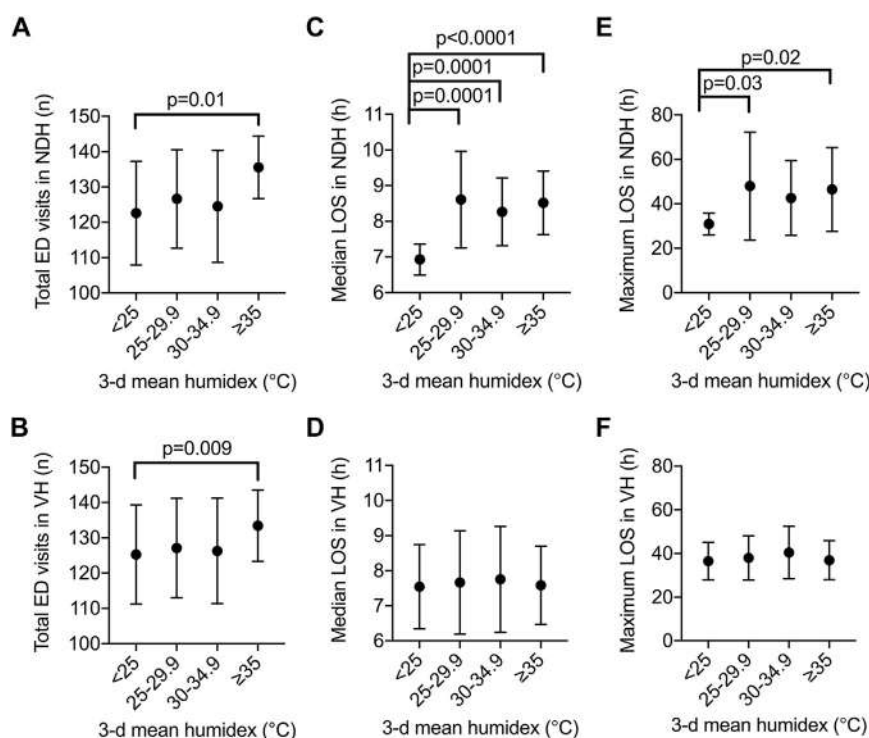 A
Total ED visits in NDH (n)
p=0.01
150
140
130
120
110
100
<25
25-29.9
30-34.9
≥35
3-d mean humidex (°C)
C
Median LOS in NDH (h)
p<0.0001
p=0.0001
p=0.0001
11
10
9
8
7
6
<25
25-29.9
30-34.9
≥35
3-d mean humidex (°C)
E
Maximum LOS in NDH (h)
p=0.02
p=0.03
80
60
40
20
0
<25
25-29.9
30-34.9
≥35
3-d mean humidex (°C)
B
Total ED visits in VH (n)
p=0.009
150
140
130
120
110
100
<25
25-29.9
30-34.9
≥35
3-d mean humidex (°C)
D
Median LOS in VH (h)
11
10
9
8
7
6
<25
25-29.9
30-34.9
≥35
3-d mean humidex (°C)
F
Maximum LOS in VH (h)
80
60
40
20
0
<25
25-29.9
30-34.9
≥35
3-d mean humidex (°C)